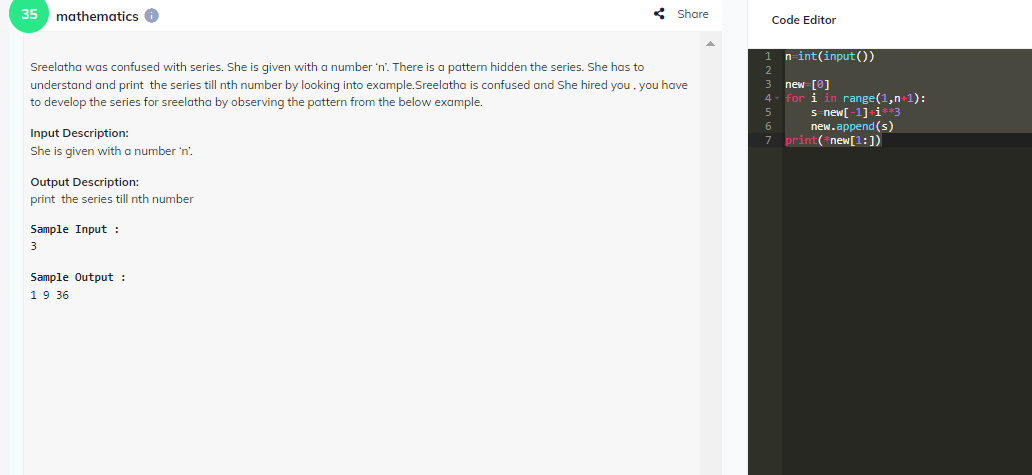 35 mathematics i Share
Sreelatha was confused with series. She is given with a number ‘n’. There is a pattern hidden the series. She has to
understand and print the series till nth number by looking into example.Sreelatha is confused and She hired you , you have
to develop the series for sreelatha by observing the pattern from the below example.
Input Description:
She is given with a number ‘n’.
Output Description:
print the series till nth number
Sample Input :
3
Sample Output :
1 9 36
Code Editor
1 n=int(input())
2
3 new=[0]
4 for i in range(1,n+1):
5 s=new[-1]+i**3
6 new.append(s)
7 print(*new[1:])